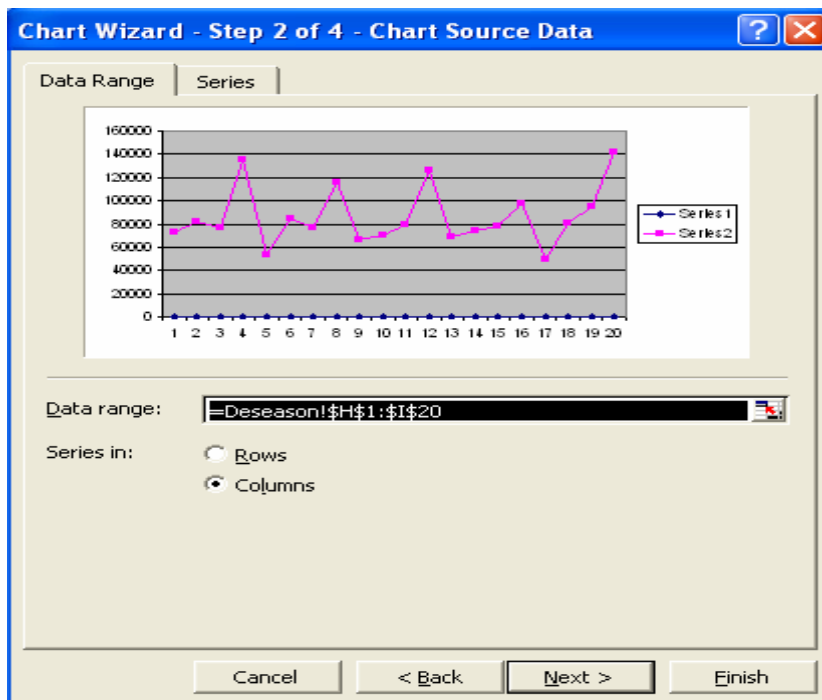 Chart Wizard - Step 2 of 4 - Chart Source Data
Data Range Series
160000
140000
120000
100000
80000
60000
40000
20000
0
1 2 3 4 5 6 7 8 9 10 11 12 13 14 15 16 17 18 19 20
Series1
Series2
Data range: =Deseason!$H$1:$I$20
Series in: Rows
Columns
Cancel < Back Next > Finish